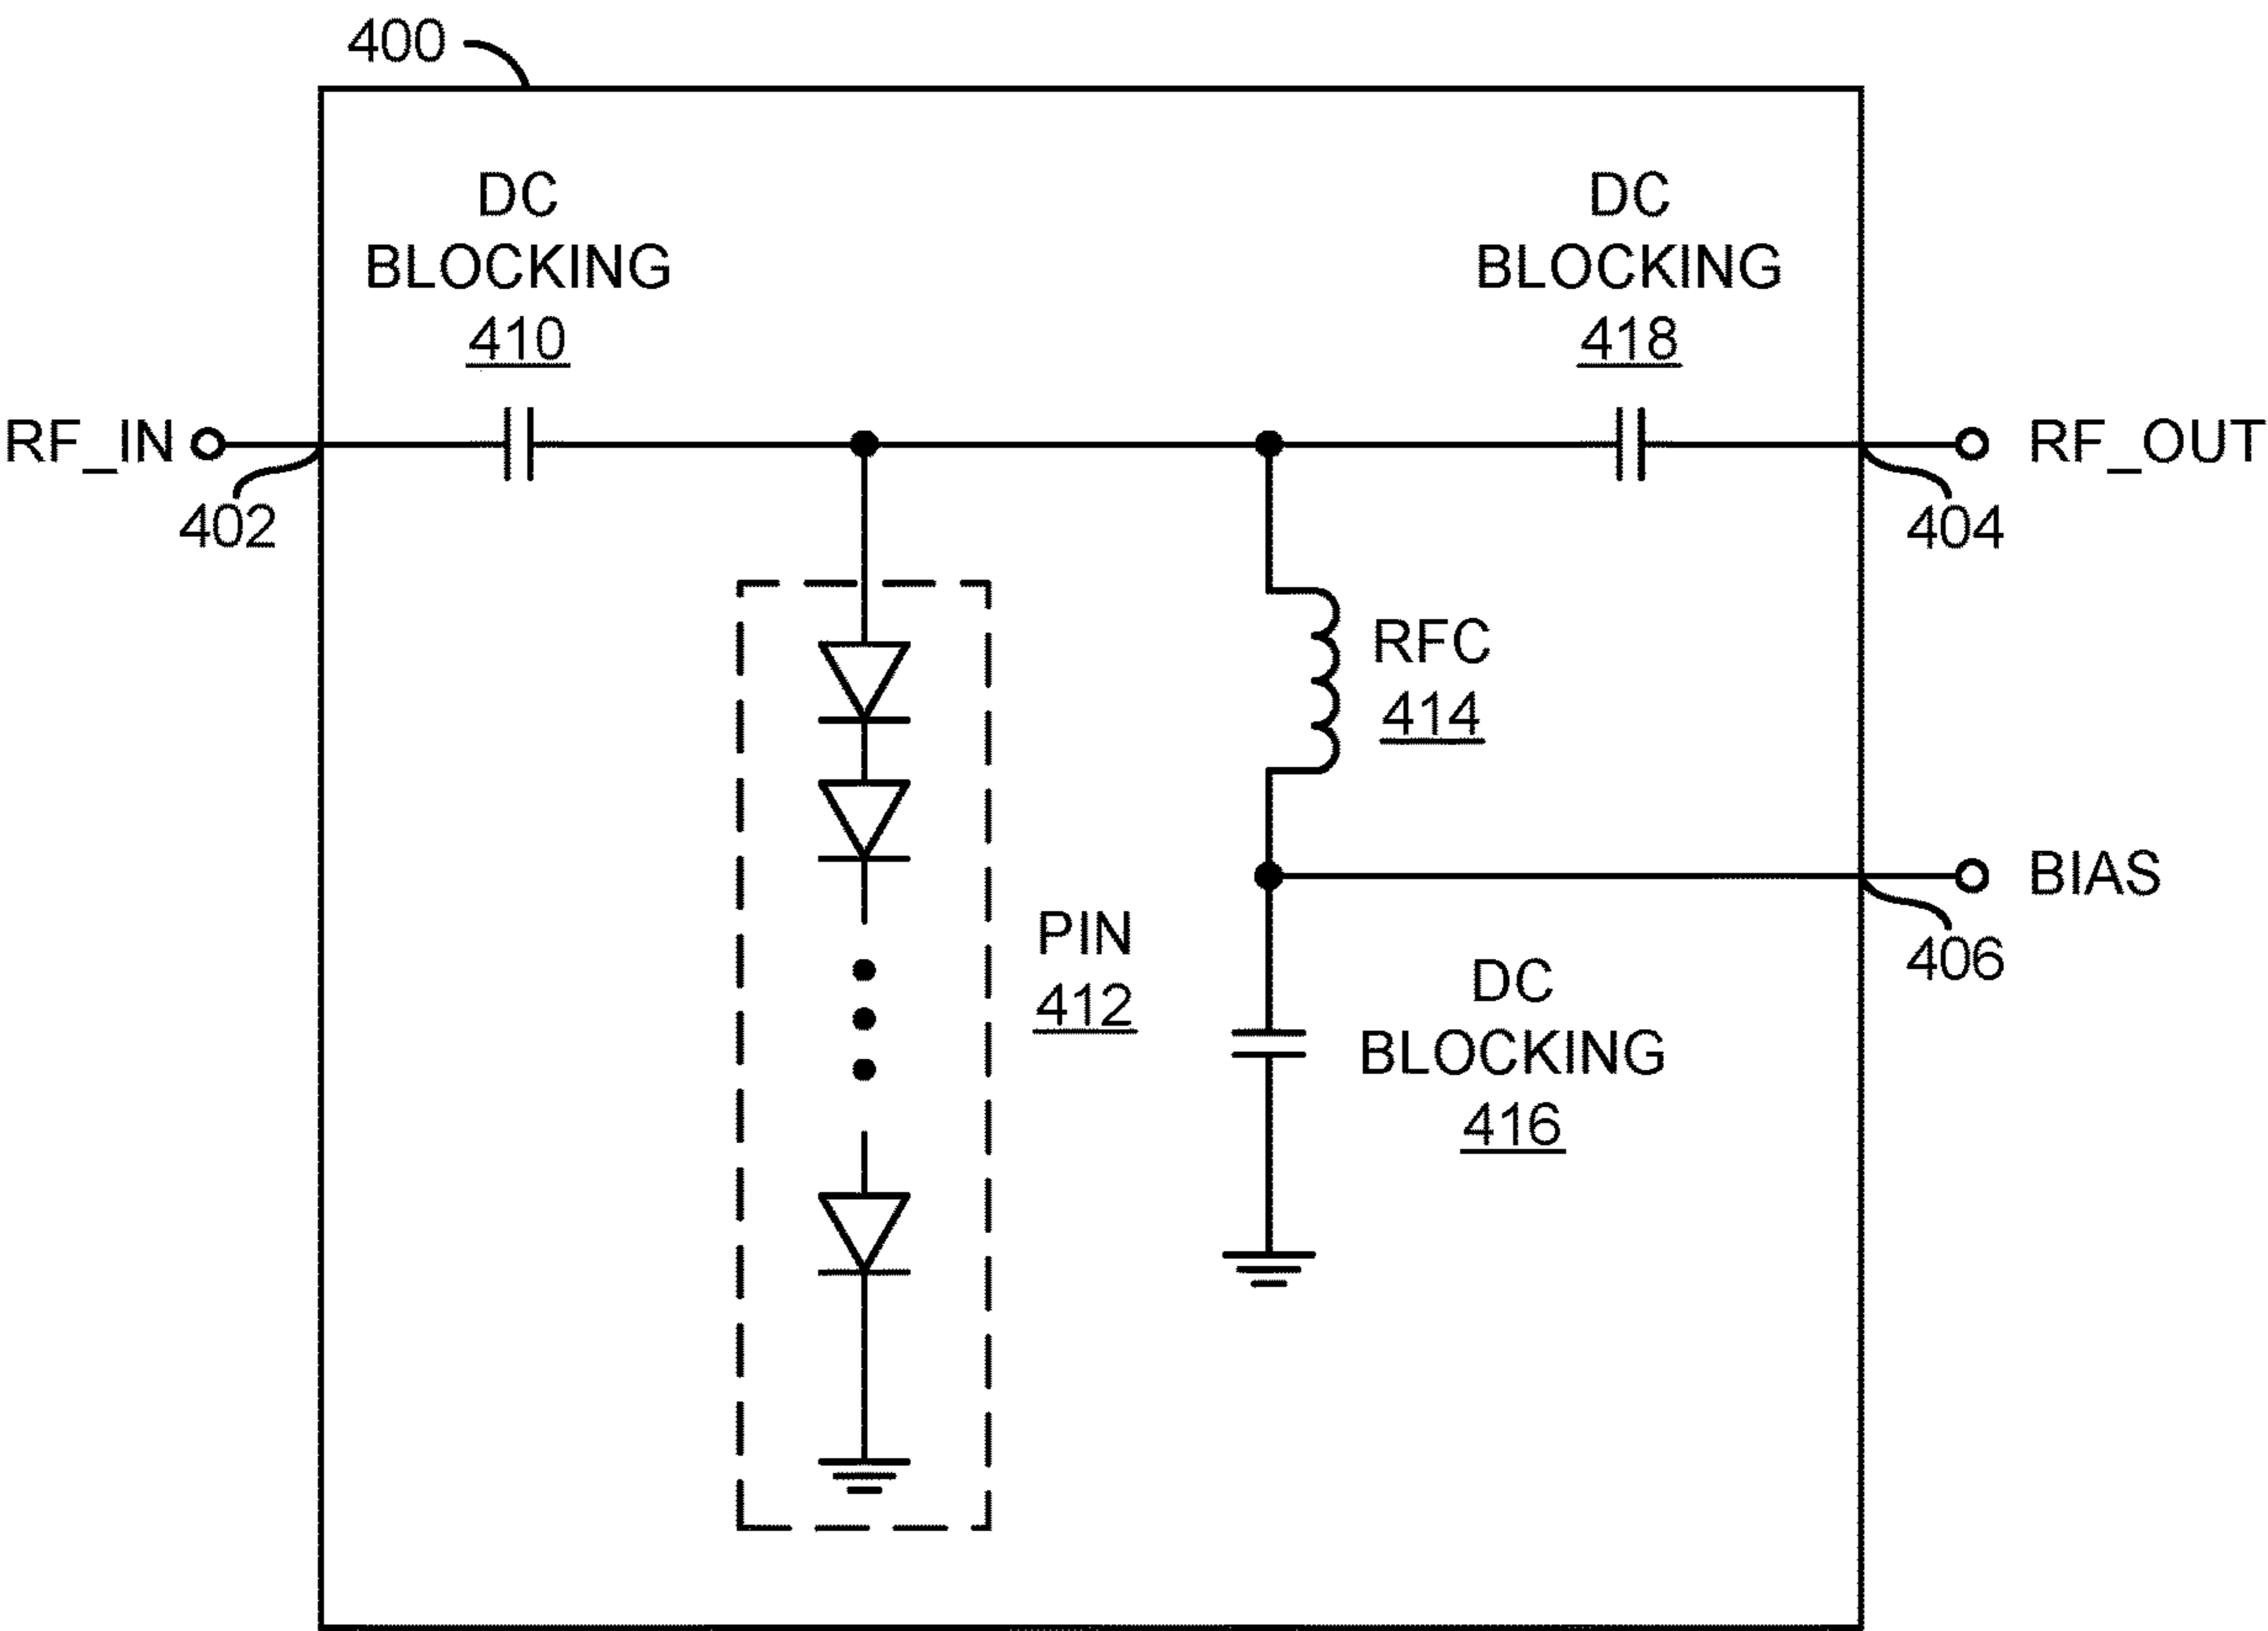 400
DC
BLOCKING
410
DC
BLOCKING
418
RF_IN
RF_OUT
402
404
RFC
414
BIAS
406
PIN
412
DC
BLOCKING
416